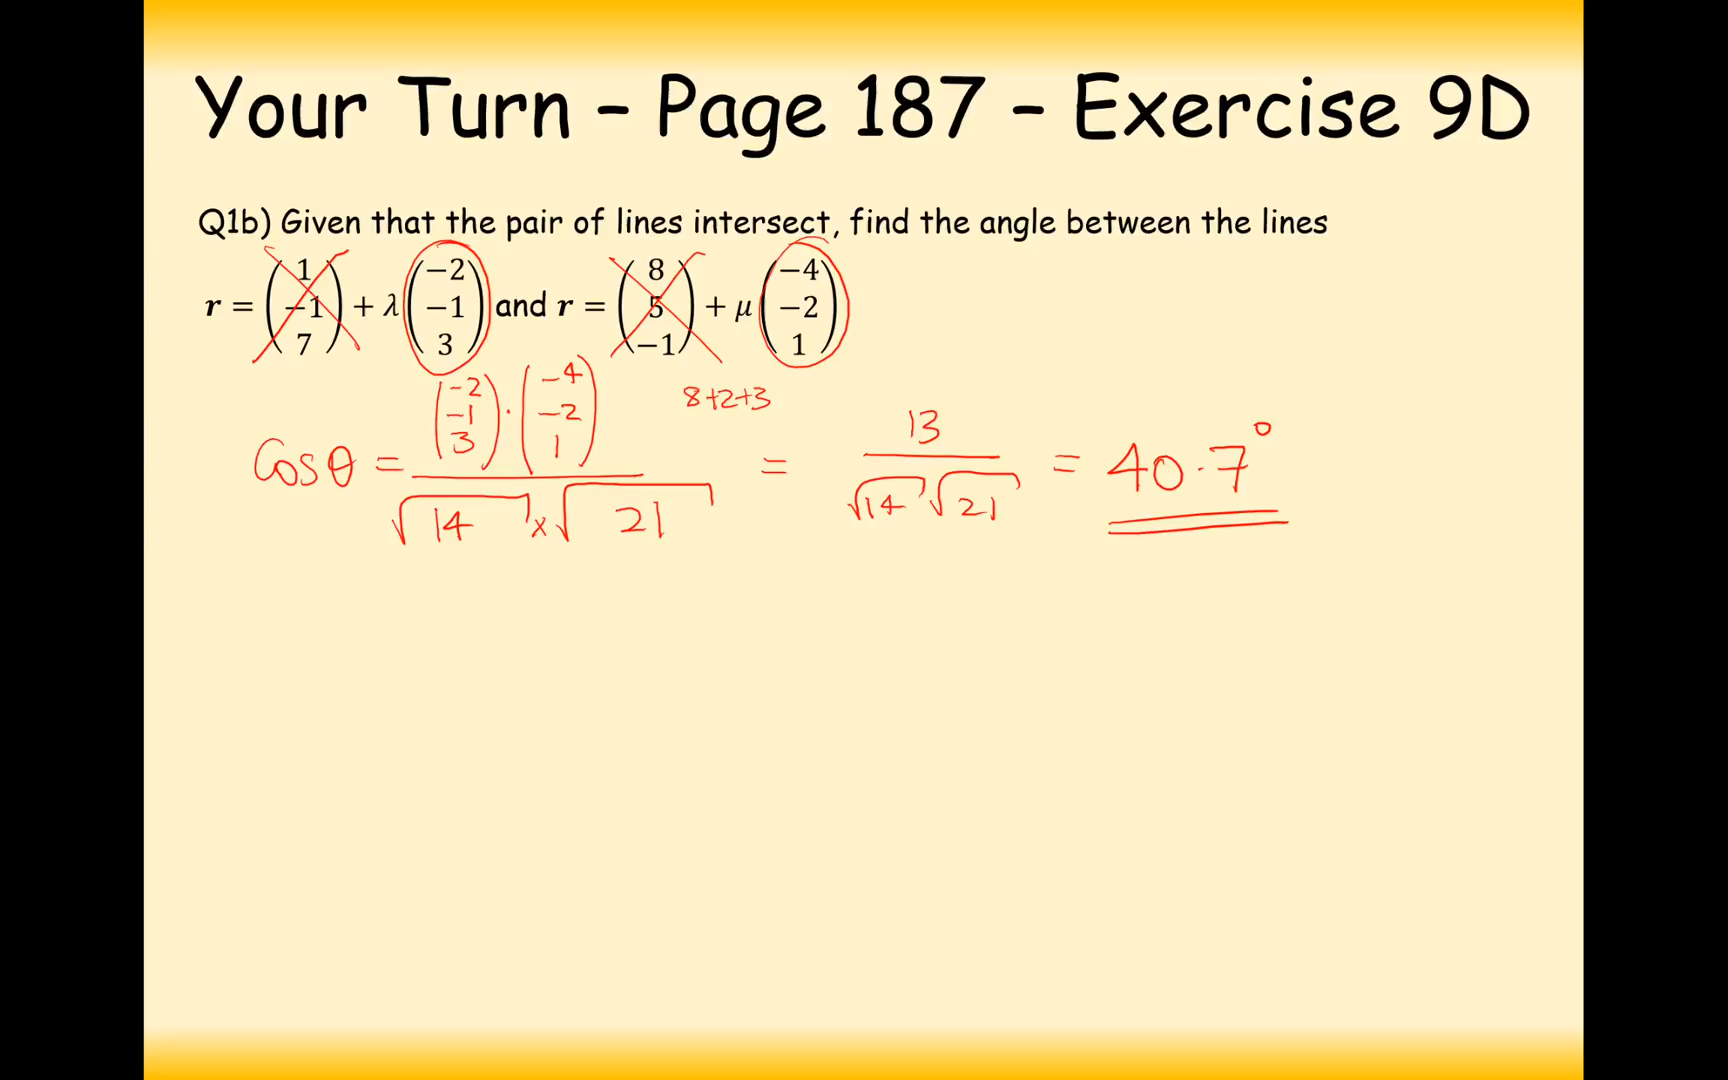 Your Turn – Page 187 – Exercise 9D
Q1b) Given that the pair of lines intersect, find the angle between the lines
r = (1 −1 7) + λ (−2 −1 3) and r = (8 5 −1) + μ (−4 −2 1)
8+2+3
Cosθ = (−2 −1 3) · (−4 −2 1) / √14 × √21 = 13 / √14 √21 = 40.7°